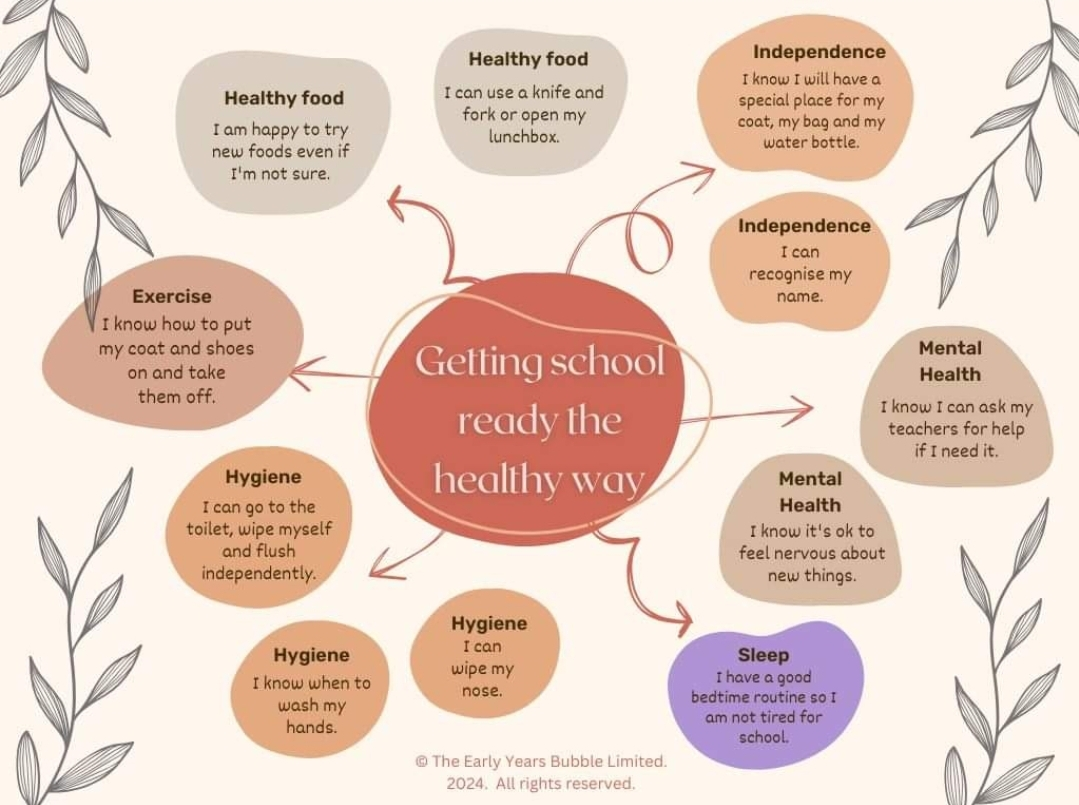 Healthy food
I am happy to try
new foods even if
I'm not sure.
Healthy food
I can use a knife and
fork or open my
lunchbox.
Independence
I know I will have a
special place for my
coat, my bag and my
water bottle.
Independence
I can
recognise my
name.
Exercise
I know how to put
my coat and shoes
on and take
them off.
Getting school
ready the
healthy way
Mental
Health
I know I can ask my
teachers for help
if I need it.
Mental
Health
I know it's ok to
feel nervous about
new things.
Hygiene
I can go to the
toilet, wipe myself
and flush
independently.
Hygiene
I know when to
wash my
hands.
Hygiene
I can
wipe my
nose.
Sleep
I have a good
bedtime routine so I
am not tired for
school.
© The Early Years Bubble Limited.
2024. All rights reserved.